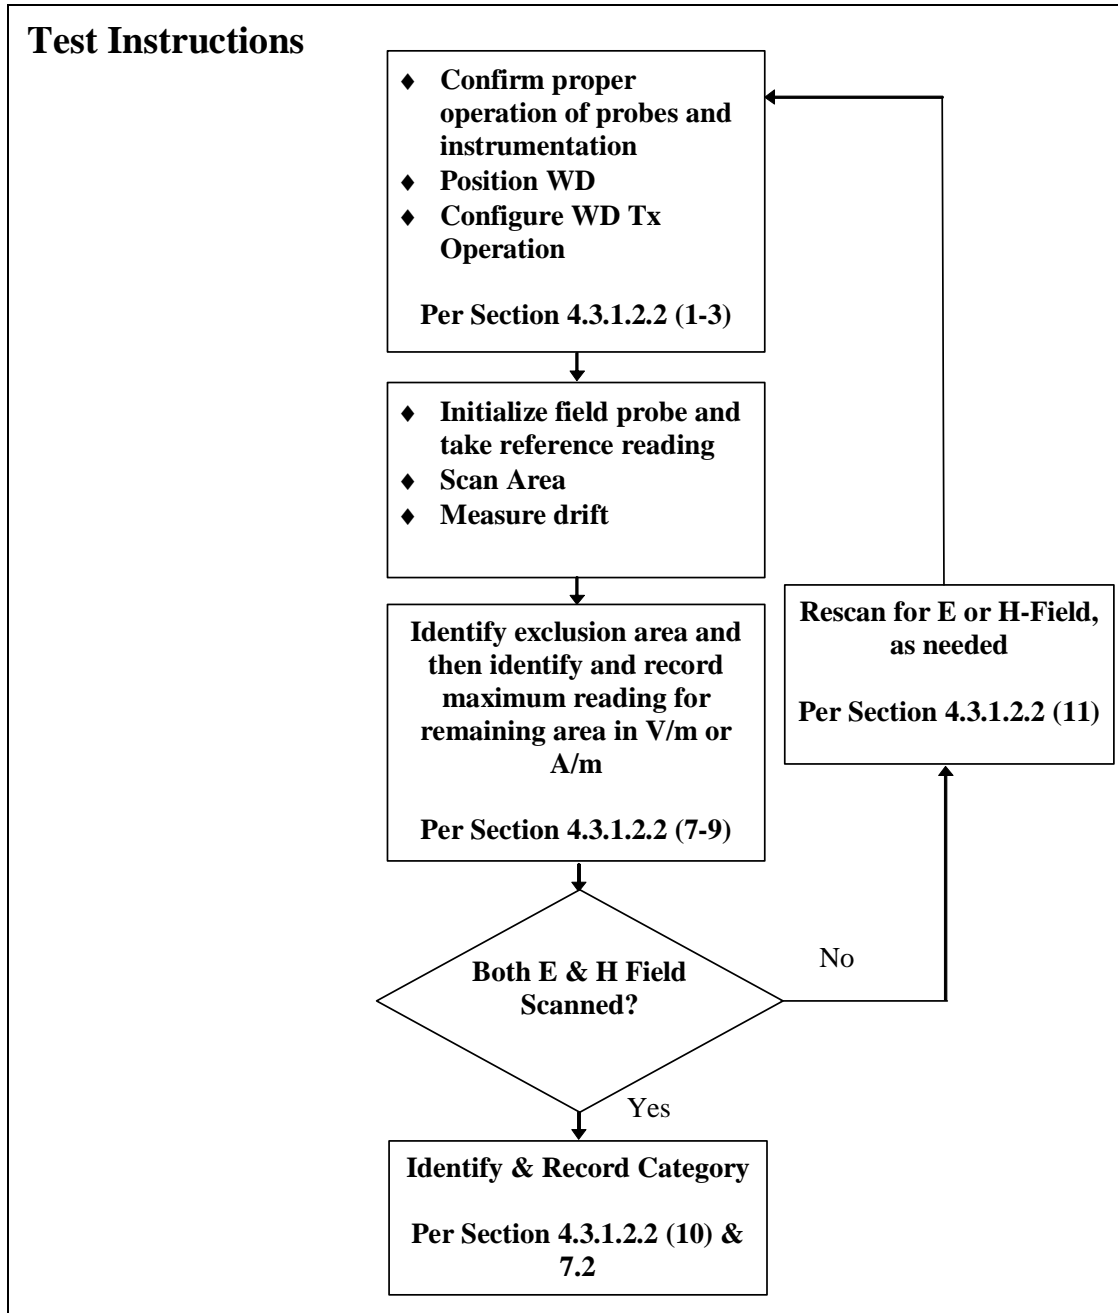 Test Instructions
♦ Confirm proper
operation of probes and
instrumentation
♦ Position WD
♦ Configure WD Tx
Operation
Per Section 4.3.1.2.2 (1-3)
♦ Initialize field probe and
take reference reading
♦ Scan Area
♦ Measure drift
Identify exclusion area and
then identify and record
maximum reading for
remaining area in V/m or
A/m
Per Section 4.3.1.2.2 (7-9)
Rescan for E or H-Field,
as needed
Per Section 4.3.1.2.2 (11)
Both E & H Field
Scanned?
No
Yes
Identify & Record Category
Per Section 4.3.1.2.2 (10) &
7.2